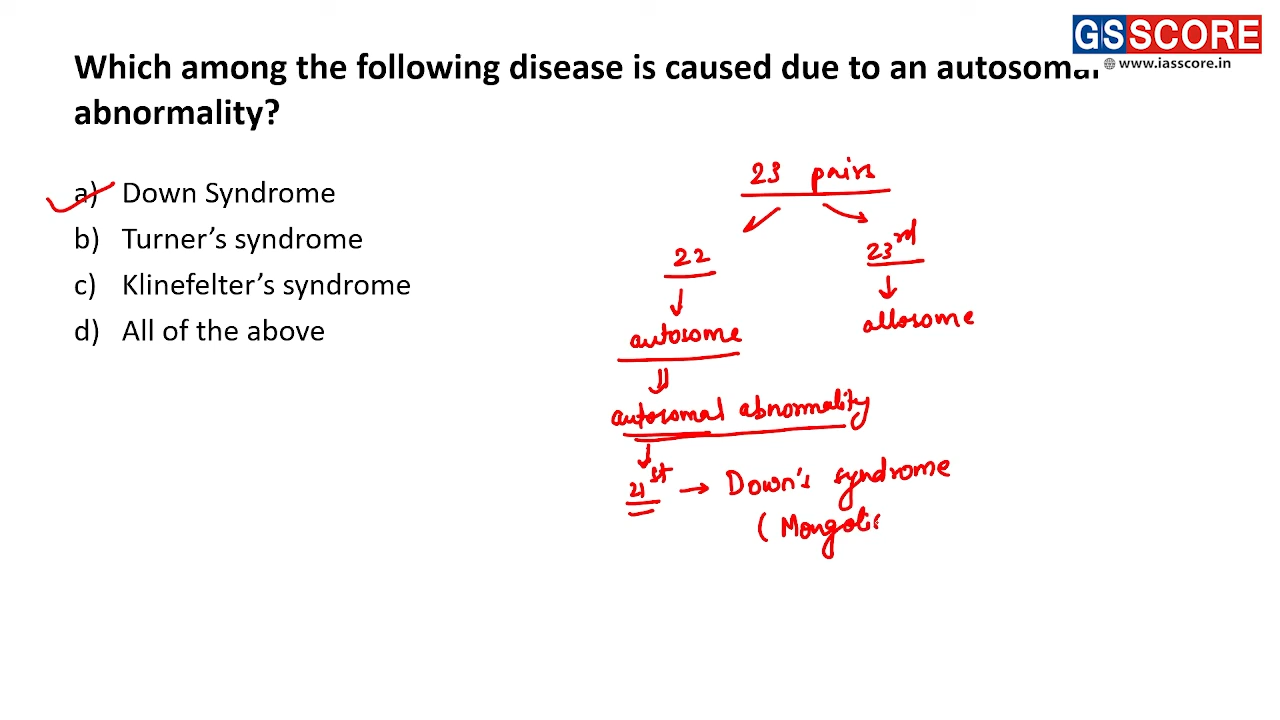 GSSCORE
www.iasscore.in
Which among the following disease is caused due to an autosomal
abnormality?
a) Down Syndrome
b) Turner’s syndrome
c) Klinefelter’s syndrome
d) All of the above
23 pairs
22
23rd
autosome
allosome
autosomal abnormality
21st → Down's syndrome
(Mongoli